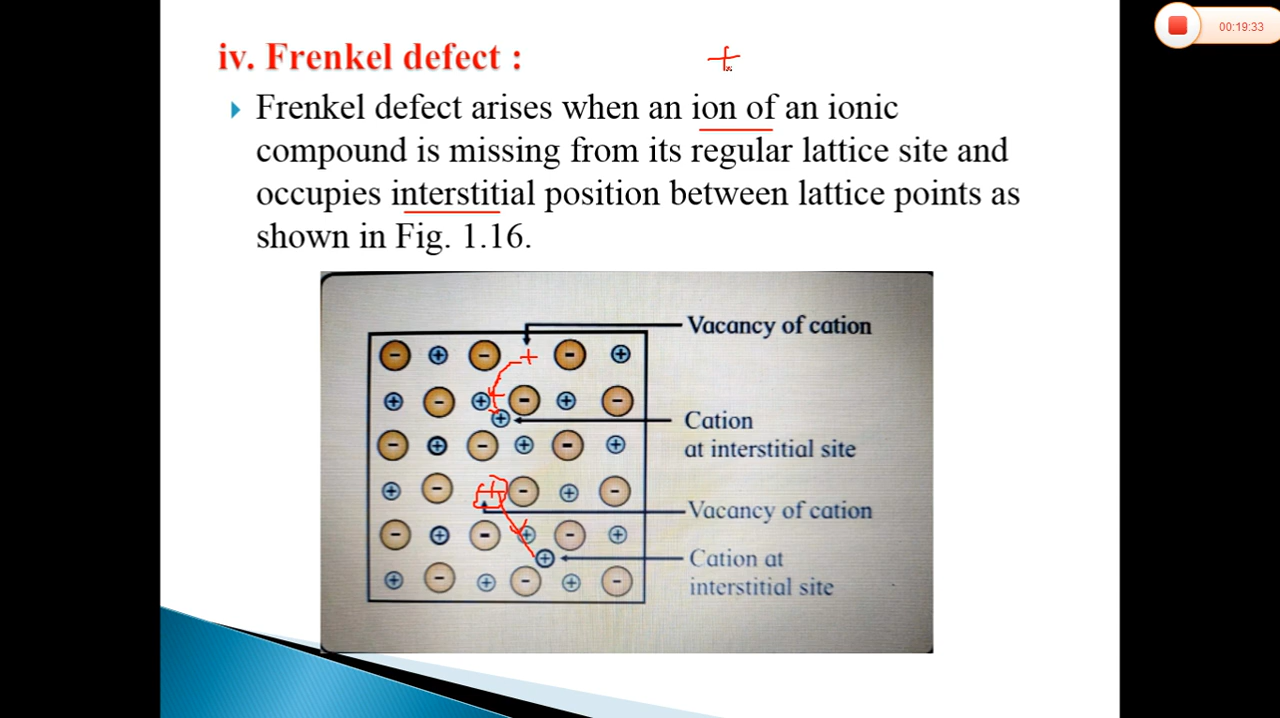 00:19:33
iv. Frenkel defect :
+
Frenkel defect arises when an ion of an ionic
compound is missing from its regular lattice site and
occupies interstitial position between lattice points as
shown in Fig. 1.16.
Vacancy of cation
- + - + - +
+ - + - + -
+
Cation
at interstitial site
- + - + - +
+ - + - + -
Vacancy of cation
- + - + - +
+
Cation at
interstitial site
+ - + - + -